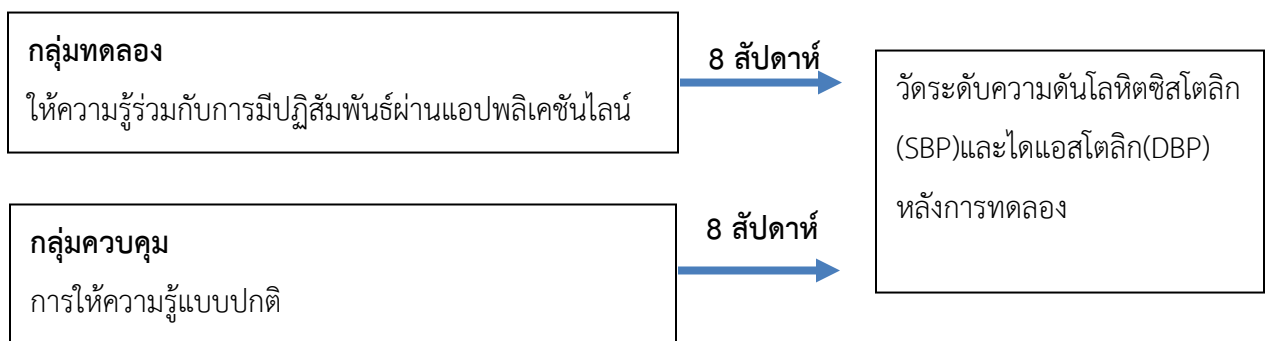 กลุ่มทดลอง
ให้ความรู้ร่วมกับการมีปฏิสัมพันธ์ผ่านแอปพลิเคชันไลน์
8 สัปดาห์
วัดระดับความดันโลหิตซิสโตลิก
(SBP)และไดแอสโตลิก(DBP)
หลังการทดลอง
กลุ่มควบคุม
การให้ความรู้แบบปกติ
8 สัปดาห์